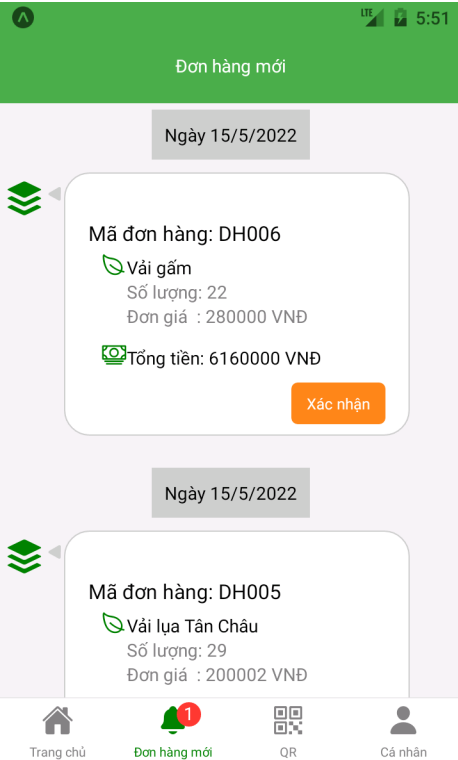 LTE 5:51
Đơn hàng mới
Ngày 15/5/2022
Mã đơn hàng: DH006
Vải gấm
Số lượng: 22
Đơn giá : 280000 VNĐ
Tổng tiền: 6160000 VNĐ
Xác nhận
Ngày 15/5/2022
Mã đơn hàng: DH005
Vải lụa Tân Châu
Số lượng: 29
Đơn giá : 200002 VNĐ
1
Trang chủ Đơn hàng mới QR Cá nhân